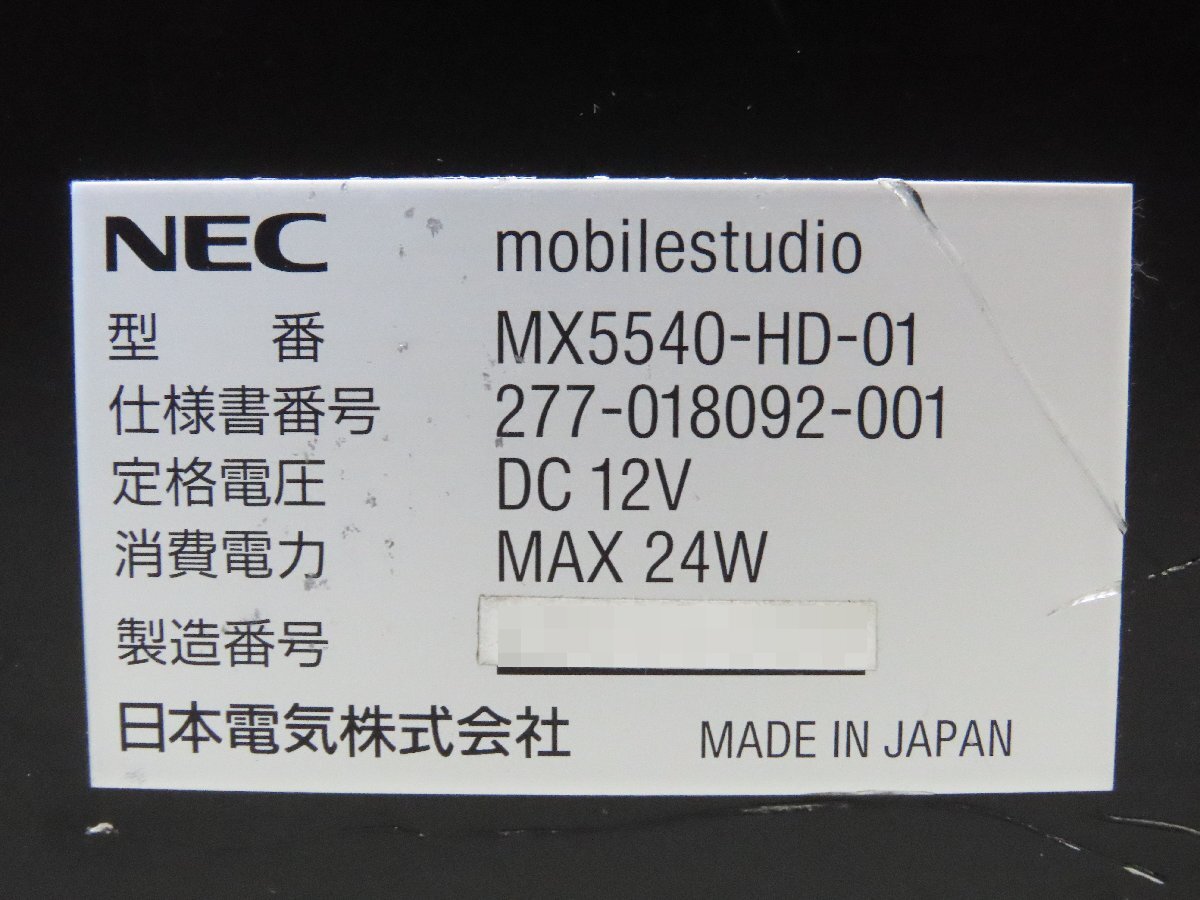 NEC mobilestudio
型番 MX5540-HD-01
仕様書番号 277-018092-001
定格電圧 DC 12V
消費電力 MAX 24W
製造番号
日本電気株式会社 MADE IN JAPAN